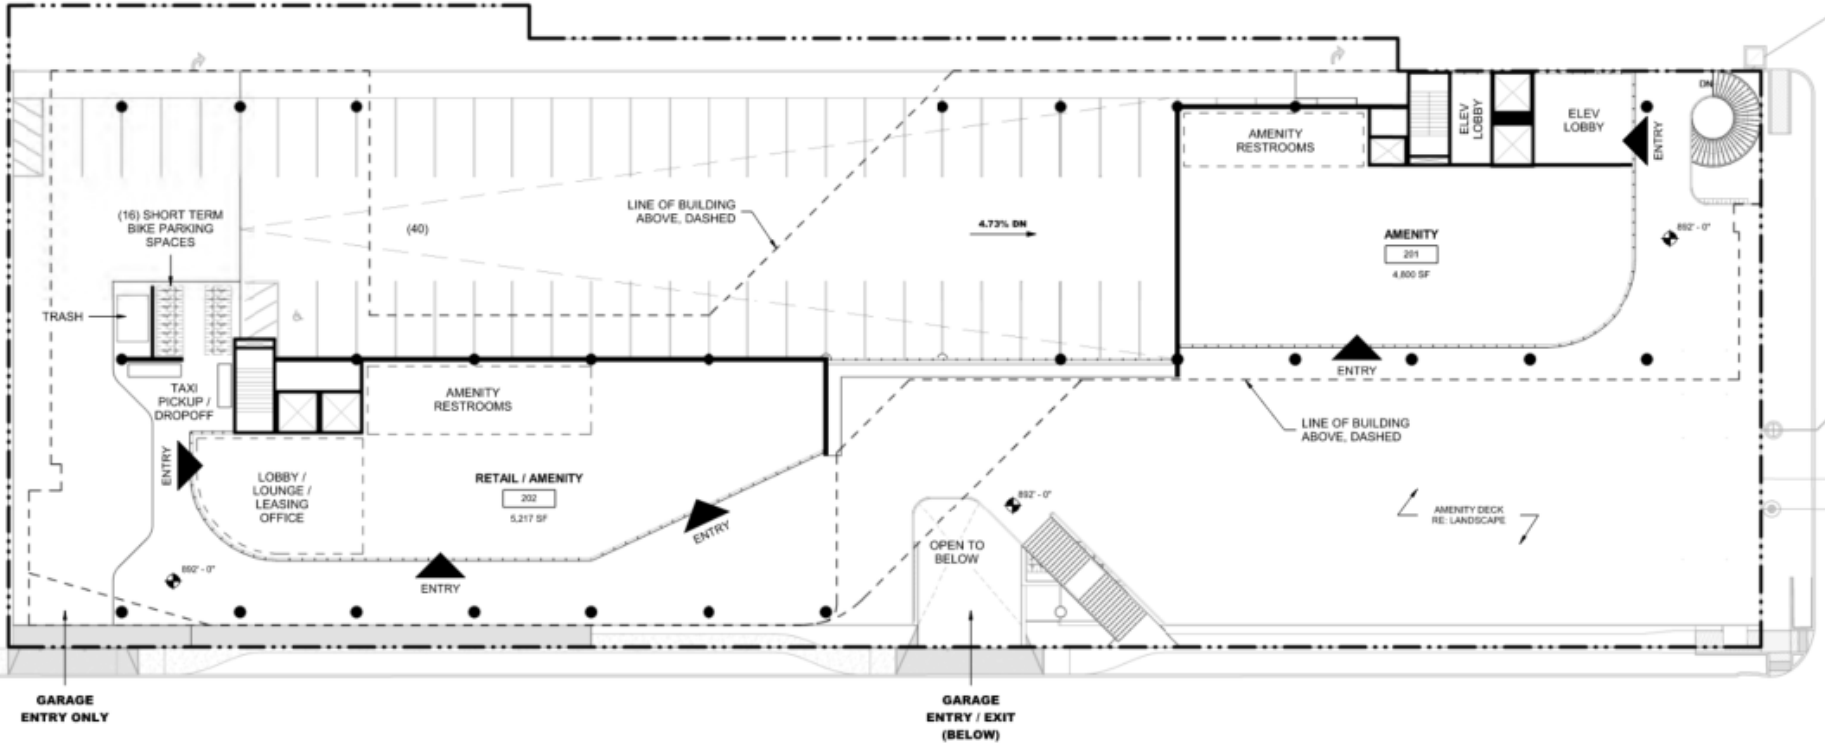 DN
ELEV
LOBBY
ELEV
LOBBY
ENTRY
AMENITY
RESTROOMS
(16) SHORT TERM
BIKE PARKING
SPACES
LINE OF BUILDING
ABOVE, DASHED
(40)
4.73% DN
AMENITY
201
4,800 SF
892' - 0"
TRASH
TAXI
PICKUP /
DROPOFF
AMENITY
RESTROOMS
ENTRY
LINE OF BUILDING
ABOVE, DASHED
ENTRY
LOBBY /
LOUNGE /
LEASING
OFFICE
RETAIL / AMENITY
202
5,217 SF
ENTRY
892' - 0"
AMENITY DECK
RE: LANDSCAPE
OPEN TO
BELOW
892' - 0"
ENTRY
GARAGE
ENTRY ONLY
GARAGE
ENTRY / EXIT
(BELOW)